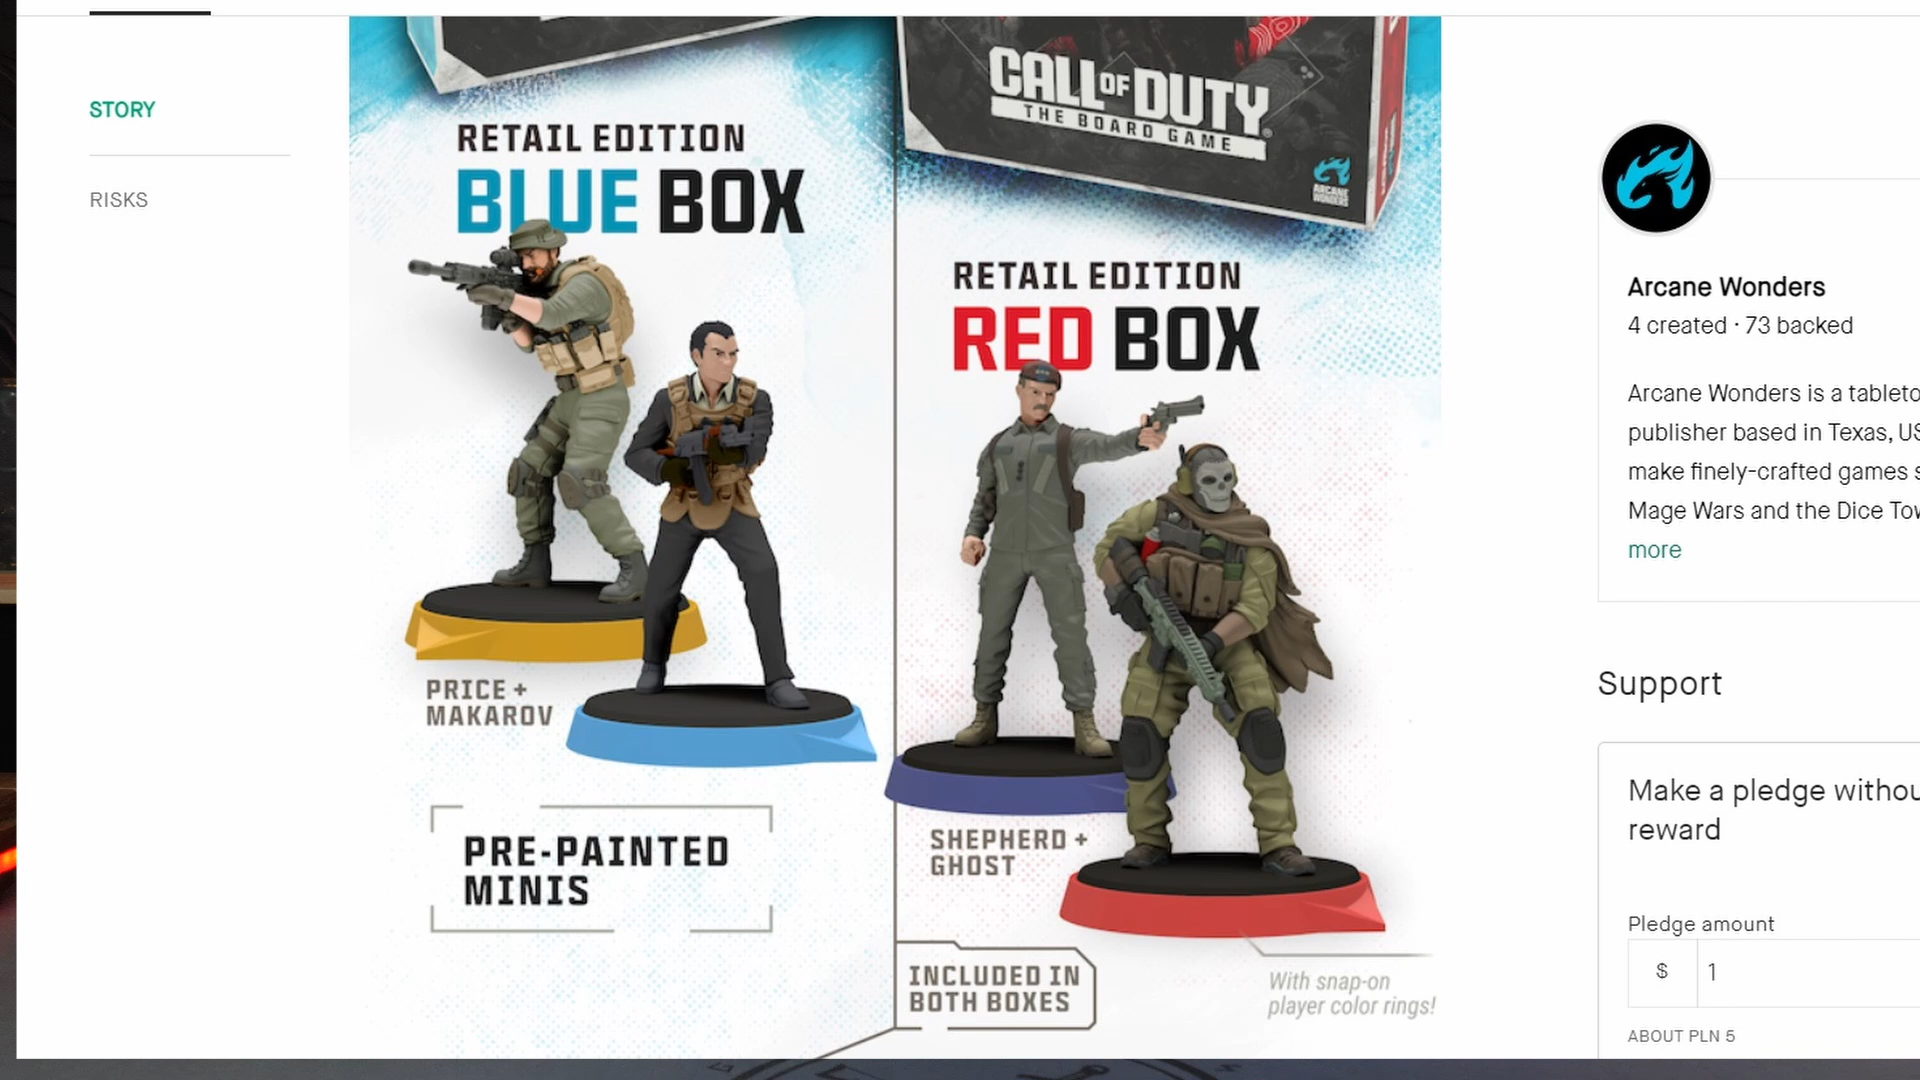 STORY
RISKS
RETAIL EDITION
BLUE BOX
PRICE +
MAKAROV
PRE-PAINTED
MINIS
CALL OF DUTY
THE BOARD GAME
ARCANE
WONDERS
RETAIL EDITION
RED BOX
SHEPHERD +
GHOST
INCLUDED IN
BOTH BOXES
With snap-on
player color rings!
Arcane Wonders
4 created · 73 backed
Arcane Wonders is a tableto
publisher based in Texas, US
make finely-crafted games s
Mage Wars and the Dice Tow
more
Support
Make a pledge withou
reward
Pledge amount
$ 1
ABOUT PLN 5